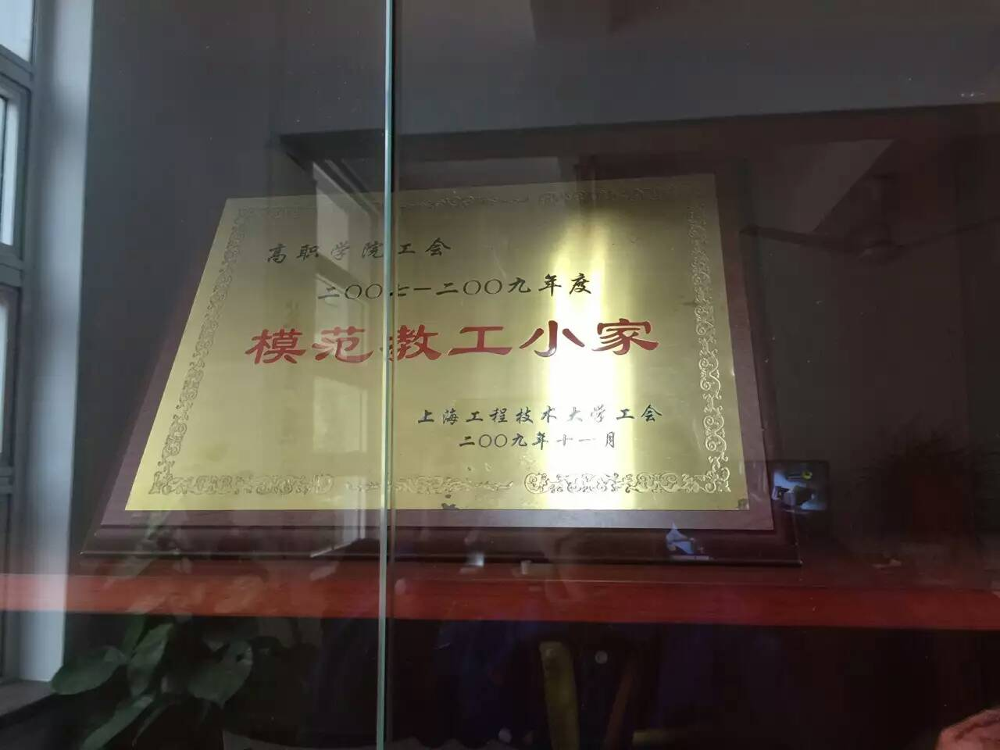 高职学院工会
二〇〇七一二〇〇九年度
模范教工小家
上海工程技术大学工会
二〇〇九年十一月